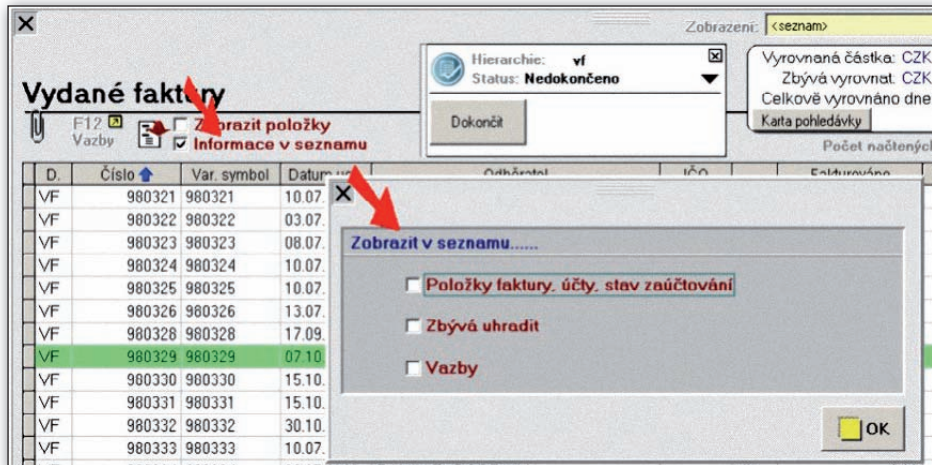 Zobrazení: <seznam>
Hierarchie: vf
Status: Nedokončeno
Dokončit
Vyrovnaná částka: CZK
Zbývá vyrovnat: CZK
Celkově vyrovnáno dne
Karta pohledávky
Počet načtených
Vydané faktury
F12
Vazby
Zobrazit položky
Informace v seznamu
D. Číslo Var. symbol Datum Odběratel IČO Fakturováno
VF 980321 980321 10.07.
VF 980322 980322 03.07.
VF 980323 980323 08.07.
VF 980324 980324 10.07.
VF 980325 980325 10.07.
VF 980326 980326 13.07.
VF 980328 980328 17.09.
VF 980329 980329 07.10.
VF 980330 980330 15.10.
VF 980331 980331 15.10.
VF 980332 980332 30.10.
VF 980333 980333 10.07.
Zobrazit v seznamu......
Položky faktury, účty, stav zaúčtování
Zbývá uhradit
Vazby
OK